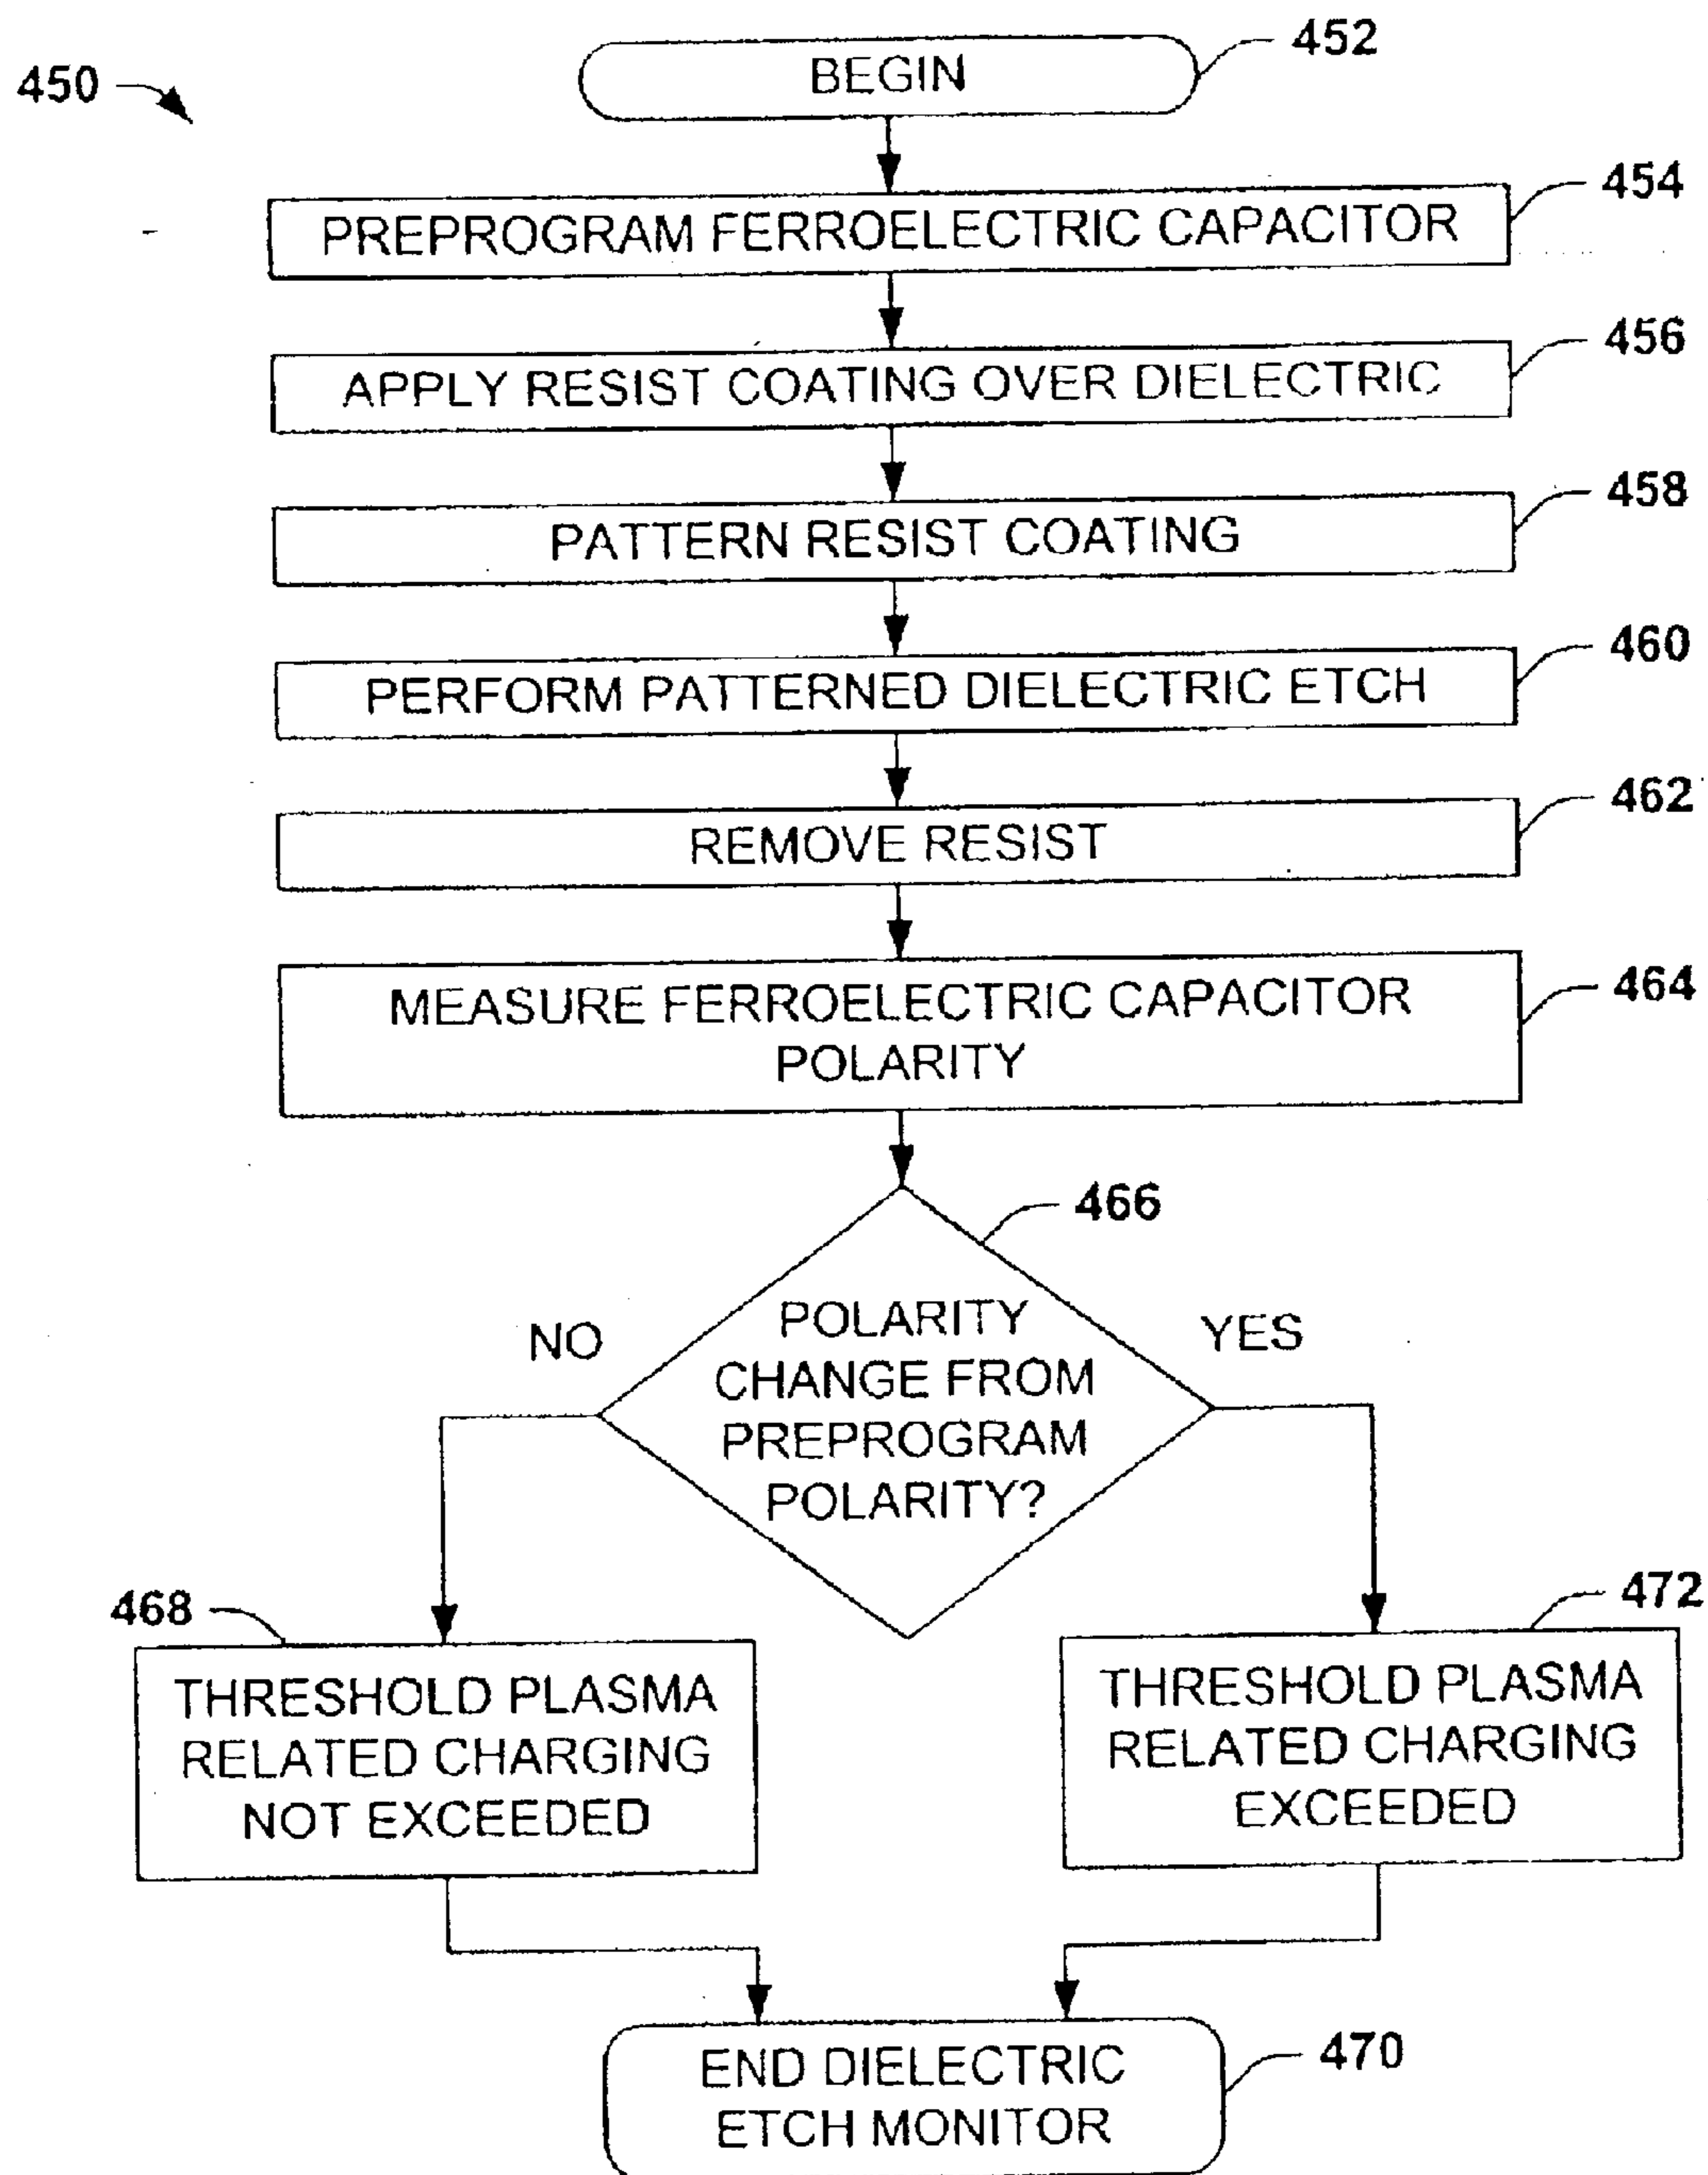 450
BEGIN
452
PREPROGRAM FERROELECTRIC CAPACITOR
454
APPLY RESIST COATING OVER DIELECTRIC
456
PATTERN RESIST COATING
458
PERFORM PATTERNED DIELECTRIC ETCH
460
REMOVE RESIST
462
MEASURE FERROELECTRIC CAPACITOR
POLARITY
464
466
NO
POLARITY
CHANGE FROM
PREPROGRAM
POLARITY?
YES
468
THRESHOLD PLASMA
RELATED CHARGING
NOT EXCEEDED
472
THRESHOLD PLASMA
RELATED CHARGING
EXCEEDED
END DIELECTRIC
ETCH MONITOR
470